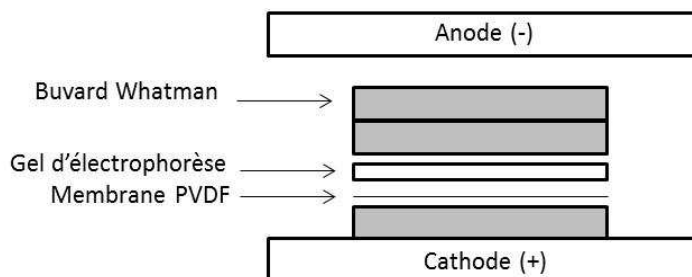 Anode (-)
Buvard Whatman
Gel d'électrophorèse
Membrane PVDF
Cathode (+)